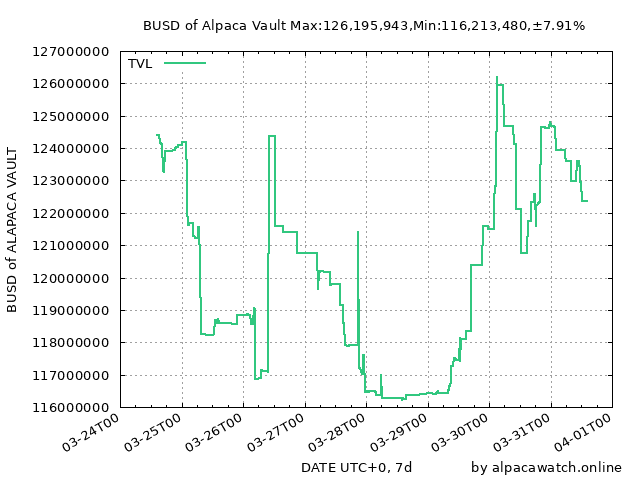 BUSD of Alpaca Vault Max:126,195,943,Min:116,213,480,±7.91%
127000000
TVL
126000000
125000000
124000000
123000000
122000000
121000000
120000000
119000000
118000000
117000000
116000000
BUSD of ALAPACA VAULT
03-24T00
03-25T00
03-26T00
03-27T00
03-28T00
03-29T00
03-30T00
03-31T00
04-01T00
DATE UTC+0, 7d
by alpacawatch.online